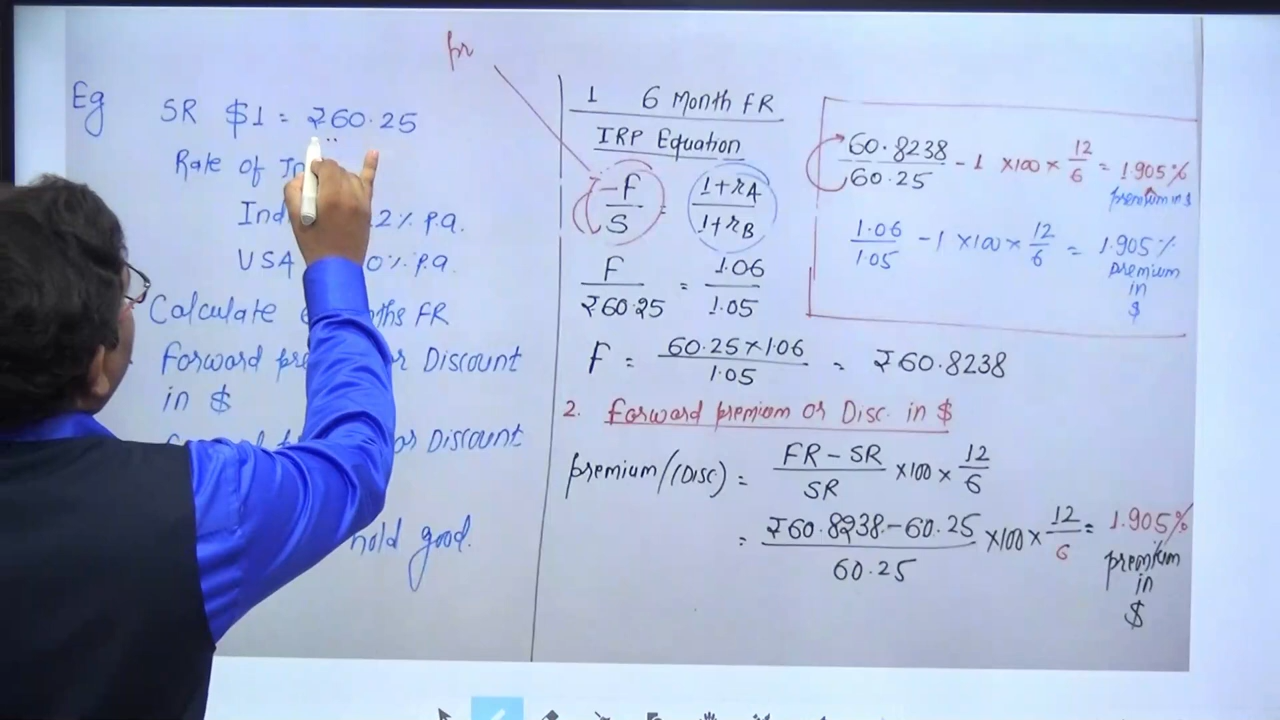 Eg
SR $1 = ₹60.25
Rate of In
Ind 2% p.a.
USA 0% p.a.
Calculate 6 ths FR
Forward pre or Discount
in $
or Discount
hold good.
pr
1 6 Month FR
IRP Equation
F/S = (1+rA)/(1+rB)
F/₹60.25 = 1.06/1.05
F = (60.25×1.06)/1.05 = ₹60.8238
2. Forward premium or Disc. in $
premium/(Disc) = (FR-SR)/SR ×100 × 12/6
= (₹60.8238-60.25)/60.25 ×100× 12/6 = 1.905%
premium
in
$
60.8238/60.25 - 1 ×100 × 12/6 = 1.905%
premium in $
1.06/1.05 - 1 ×100 × 12/6 = 1.905%
premium
in
$